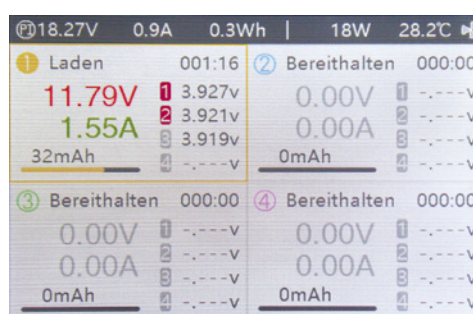 PD 18.27V 0.9A 0.3Wh | 18W 28.2℃
1 Laden 001:16
11.79V 1 3.927v
1.55A 2 3.921v
3 3.919v
32mAh 4 -.---v
2 Bereithalten 000:00
0.00V 1 -.---v
0.00A 2 -.---v
3 -.---v
0mAh 4 -.---v
3 Bereithalten 000:00
0.00V 1 -.---v
0.00A 2 -.---v
3 -.---v
0mAh 4 -.---v
4 Bereithalten 000:00
0.00V 1 -.---v
0.00A 2 -.---v
3 -.---v
0mAh 4 -.---v